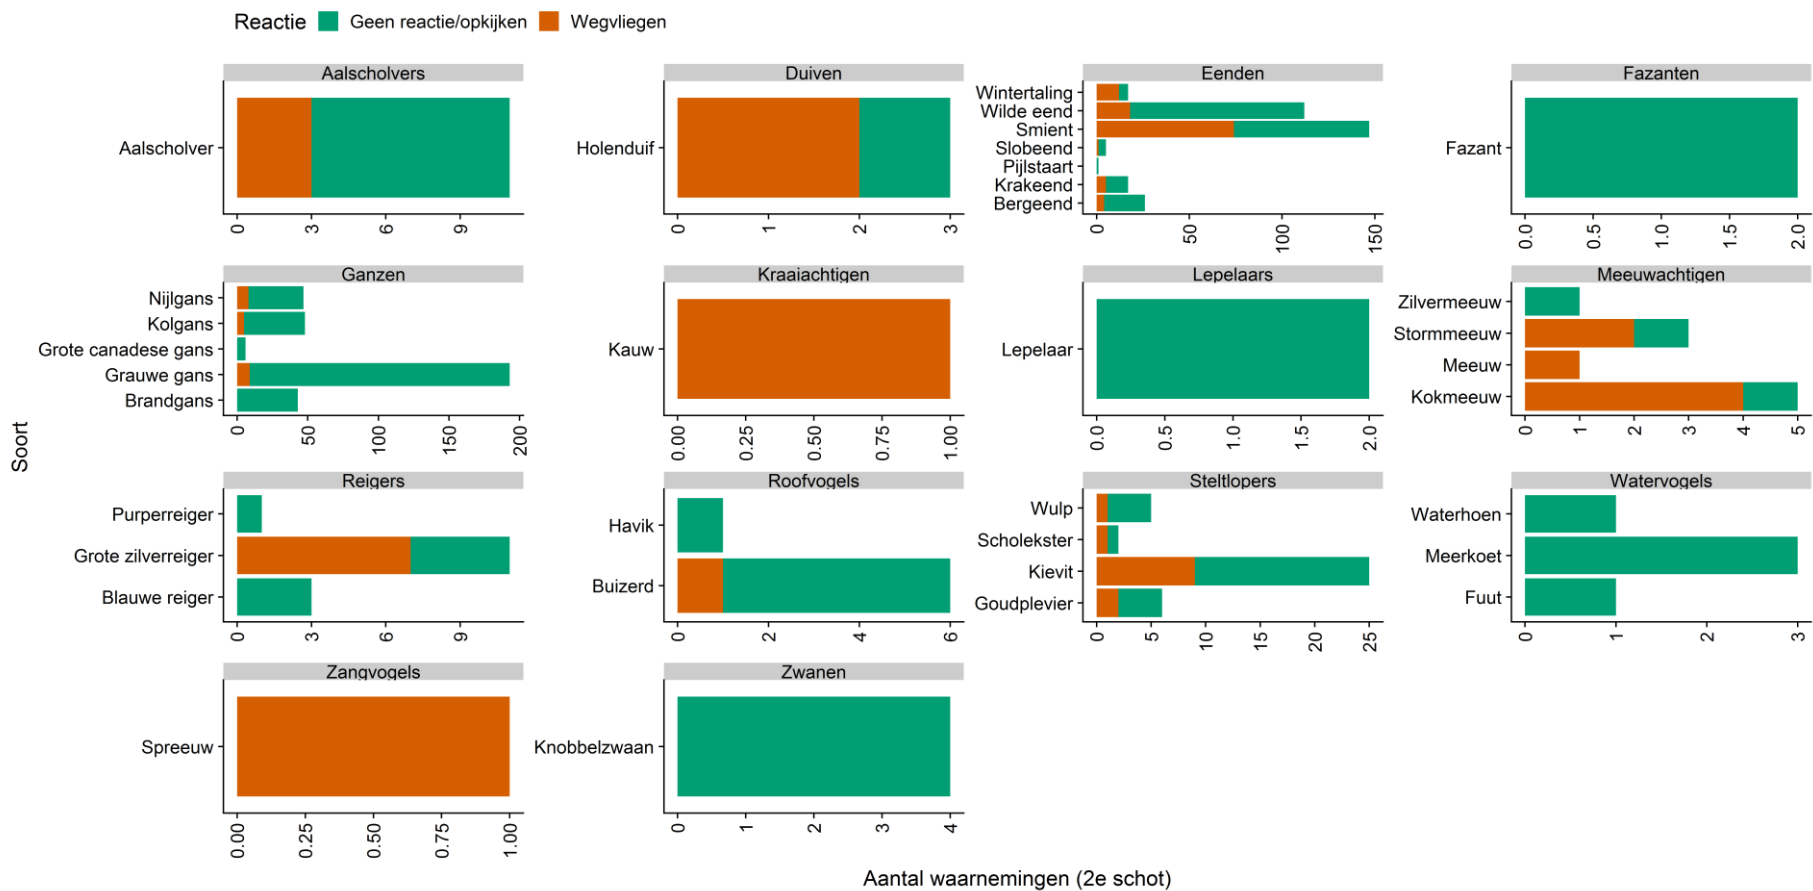 Reactie Geen reactie/opkijken Wegvliegen
Aalscholvers
Aalscholver
0 3 6 9
Duiven
Holenduif
0 1 2 3
Eenden
Wintertaling
Wilde eend
Smient
Slobeend
Pijlstaart
Krakeend
Bergeend
0 50 100 150
Fazanten
Fazant
0.0 0.5 1.0 1.5 2.0
Ganzen
Nijlgans
Kolgans
Grote canadese gans
Grauwe gans
Brandgans
0 50 100 150 200
Kraaiachtigen
Kauw
0.00 0.25 0.50 0.75 1.00
Lepelaars
Lepelaar
0.0 0.5 1.0 1.5 2.0
Meeuwachtigen
Zilvermeeuw
Stormmeeuw
Meeuw
Kokmeeuw
0 1 2 3 4 5
Reigers
Purperreiger
Grote zilverreiger
Blauwe reiger
0 3 6 9
Roofvogels
Havik
Buizerd
0 2 4 6
Steltlopers
Wulp
Scholekster
Kievit
Goudplevier
0 5 10 15 20 25
Watervogels
Waterhoen
Meerkoet
Fuut
0 1 2 3
Zangvogels
Spreeuw
0.00 0.25 0.50 0.75 1.00
Zwanen
Knobbelzwaan
0 1 2 3 4
Soort
Aantal waarnemingen (2e schot)